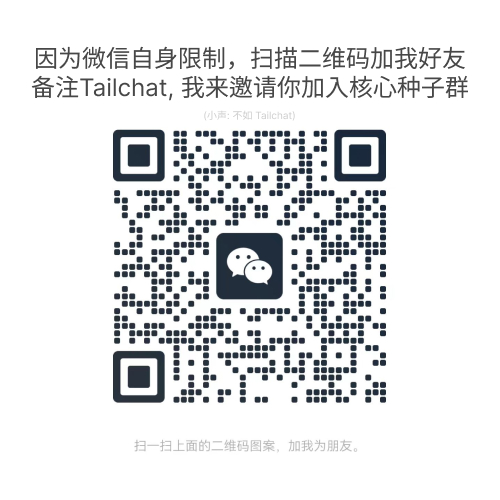 因为微信自身限制，扫描二维码加我好友
备注Tailchat, 我来邀请你加入核心种子群
(小声: 不如 Tailchat)
扫一扫上面的二维码图案，加我为朋友。